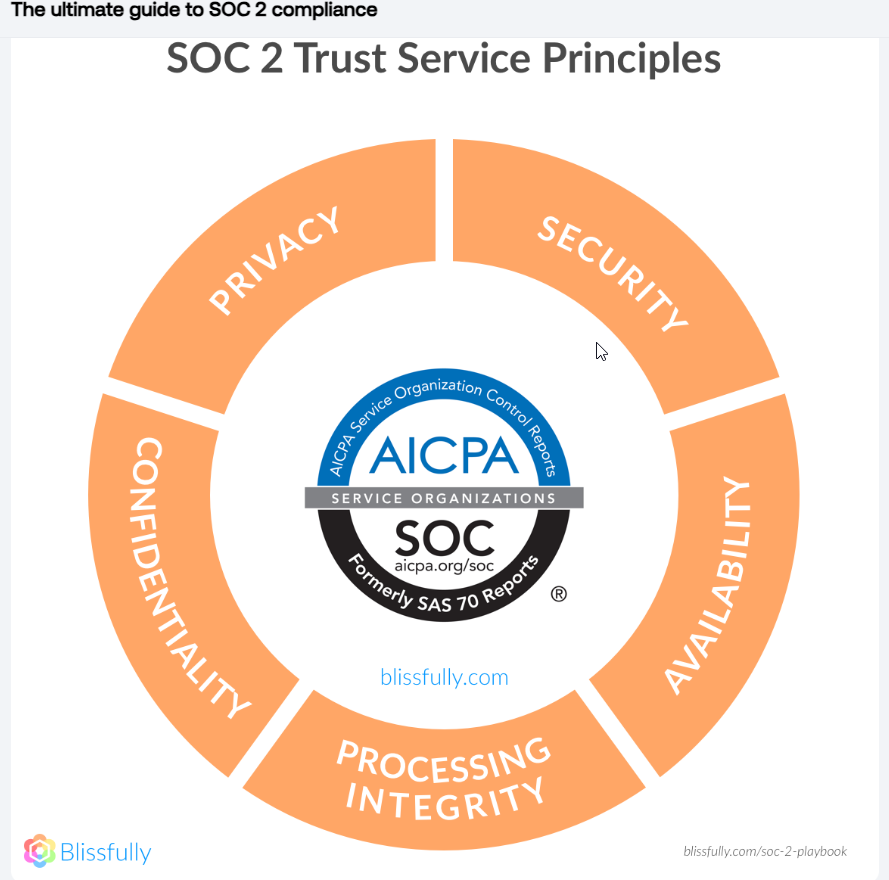 The ultimate guide to SOC 2 compliance
SOC 2 Trust Service Principles
PRIVACY
SECURITY
CONFIDENTIALITY
AVAILABILITY
PROCESSING
INTEGRITY
AICPA Service Organization Control Reports
AICPA
SERVICE ORGANIZATIONS
SOC
aicpa.org/soc
Formerly SAS 70 Reports
®
blissfully.com
Blissfully
blissfully.com/soc-2-playbook